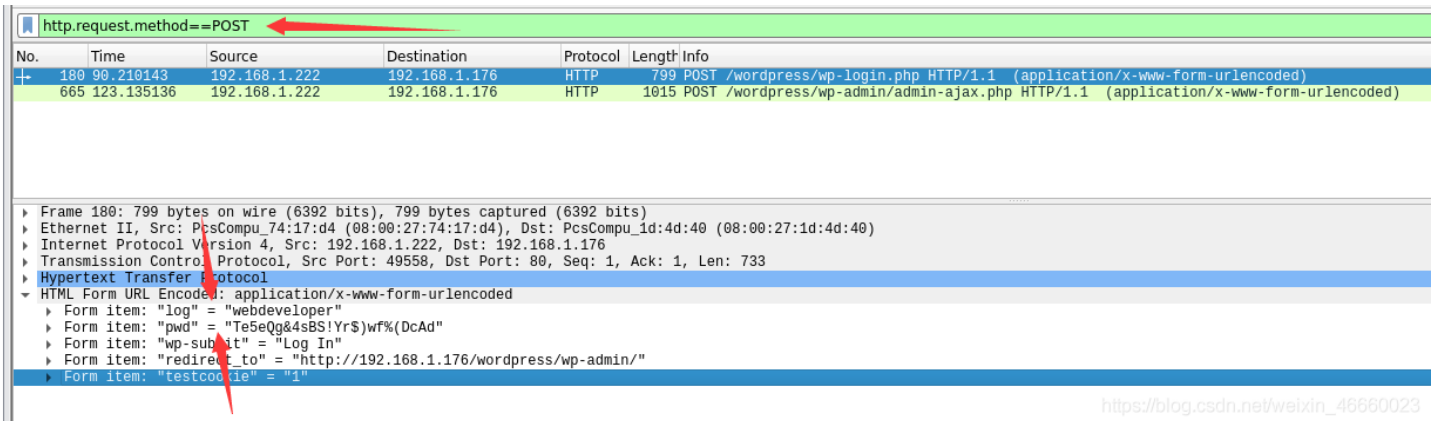 http.request.method==POST
No. Time Source Destination Protocol Length Info
180 90.210143 192.168.1.222 192.168.1.176 HTTP 799 POST /wordpress/wp-login.php HTTP/1.1 (application/x-www-form-urlencoded)
665 123.135136 192.168.1.222 192.168.1.176 HTTP 1015 POST /wordpress/wp-admin/admin-ajax.php HTTP/1.1 (application/x-www-form-urlencoded)
Frame 180: 799 bytes on wire (6392 bits), 799 bytes captured (6392 bits)
Ethernet II, Src: PcsCompu_74:17:d4 (08:00:27:74:17:d4), Dst: PcsCompu_1d:4d:40 (08:00:27:1d:4d:40)
Internet Protocol Version 4, Src: 192.168.1.222, Dst: 192.168.1.176
Transmission Control Protocol, Src Port: 49558, Dst Port: 80, Seq: 1, Ack: 1, Len: 733
Hypertext Transfer Protocol
HTML Form URL Encoded: application/x-www-form-urlencoded
Form item: "log" = "webdeveloper"
Form item: "pwd" = "Te5eQg&4sBS!Yr$)wf%(DcAd"
Form item: "wp-submit" = "Log In"
Form item: "redirect_to" = "http://192.168.1.176/wordpress/wp-admin/"
Form item: "testcookie" = "1"
https://blog.csdn.net/weixin_46660023